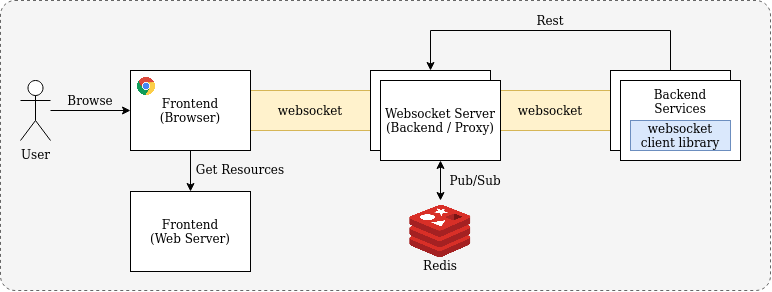 Rest
Browse
User
Frontend
(Browser)
websocket
Websocket Server
(Backend / Proxy)
websocket
Backend
Services
websocket
client library
Get Resources
Frontend
(Web Server)
Pub/Sub
Redis